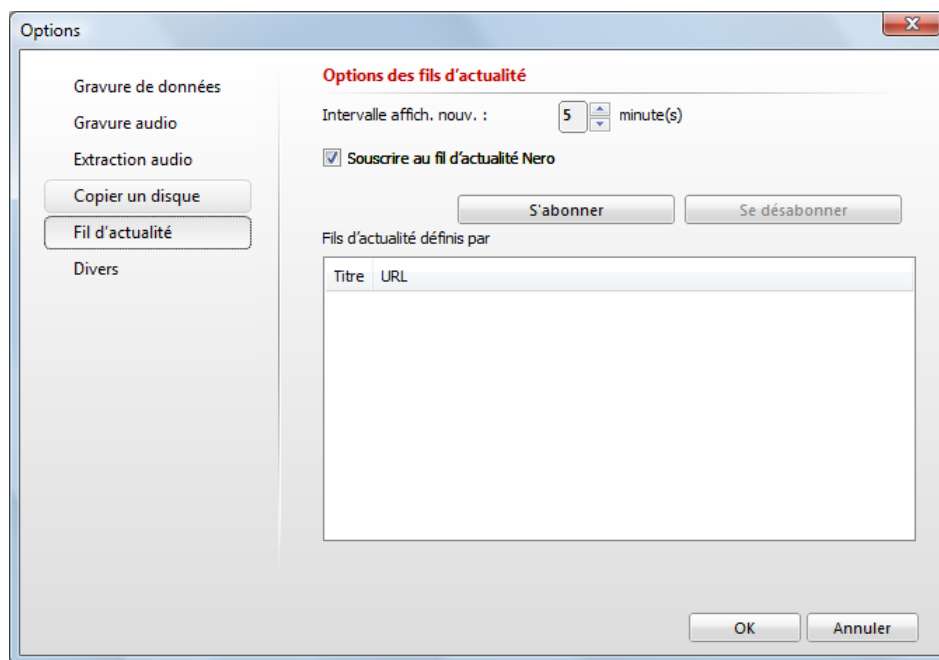 Options
Gravure de données
Gravure audio
Extraction audio
Copier un disque
Fil d'actualité
Divers
Options des fils d'actualité
Intervalle affich. nouv. : 5 minute(s)
Souscrire au fil d'actualité Nero
S'abonner Se désabonner
Fils d'actualité définis par
Titre URL
OK Annuler